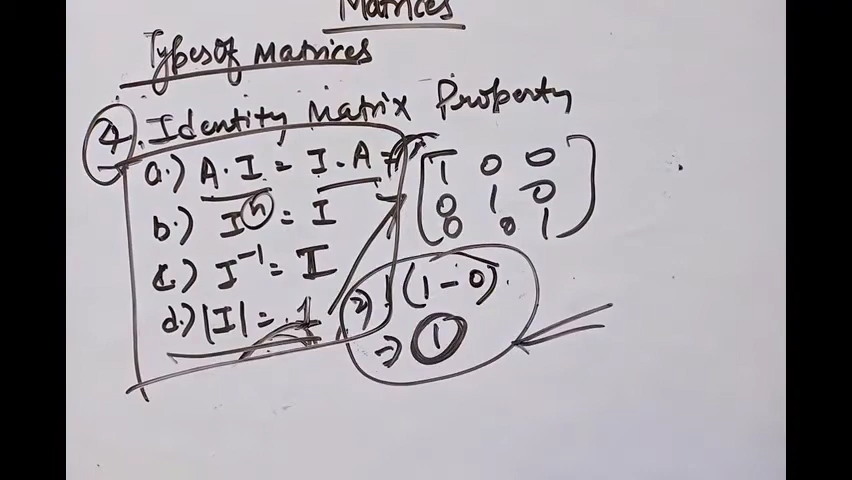 Matrices
Types of Matrices
4. Identity Matrix Property
a.) A . I = I . A =
b.) Iⁿ = I
c.) I⁻¹ = I
d.) |I| = 1
1 0 0
0 1 0
0 0 1
⇒ 1 (1 - 0)
⇒ 1